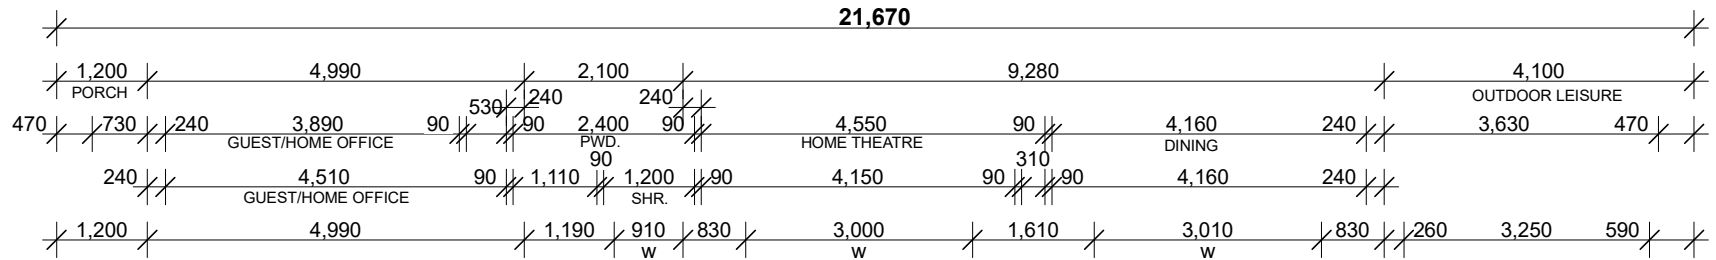 21,670
1,200 4,990 2,100 9,280 4,100
PORCH OUTDOOR LEISURE
530 240 240
470 730 240 3,890 90 90 2,400 90 4,550 90 4,160 240 3,630 470
GUEST/HOME OFFICE PWD. HOME THEATRE DINING
90 310
240 4,510 90 1,110 1,200 90 4,150 90 90 4,160 240
GUEST/HOME OFFICE SHR.
1,200 4,990 1,190 910 830 3,000 1,610 3,010 830 260 3,250 590
W W W